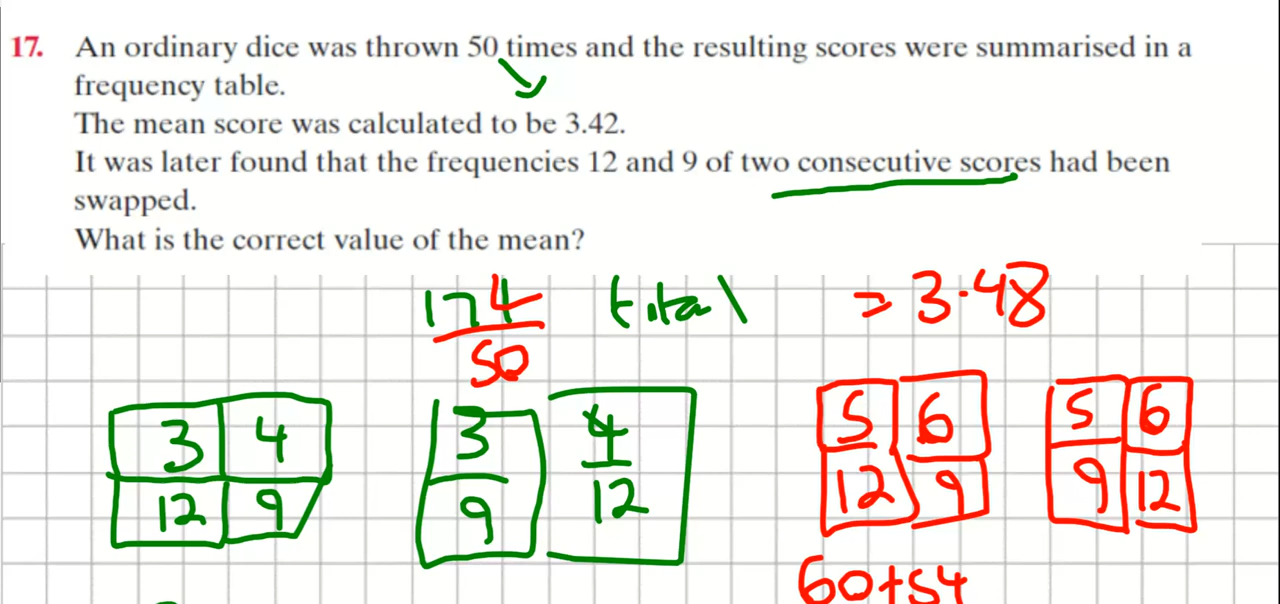 17. An ordinary dice was thrown 50 times and the resulting scores were summarised in a
frequency table.
The mean score was calculated to be 3.42.
It was later found that the frequencies 12 and 9 of two consecutive scores had been
swapped.
What is the correct value of the mean?
174 total = 3.48
50
3 4 3 4 5 6 5 6
12 9 9 12 12 9 9 12
60+54